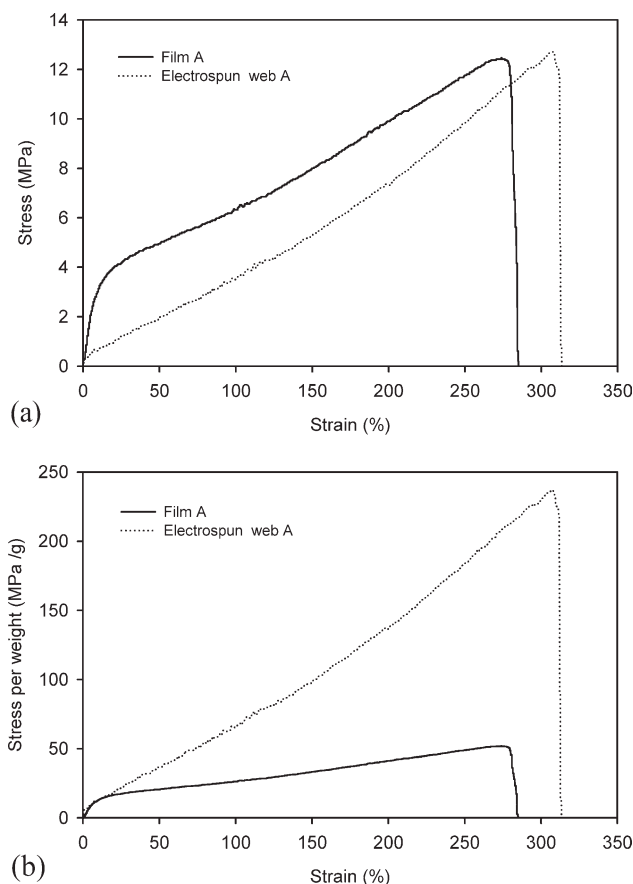 14
Film A
Electrospun web A
12
10
8
6
4
2
0
Stress (MPa)
0 50 100 150 200 250 300 350
Strain (%)
(a)
250
Film A
Electrospun web A
200
150
100
50
0
Stress per weight (MPa /g)
0 50 100 150 200 250 300 350
Strain (%)
(b)